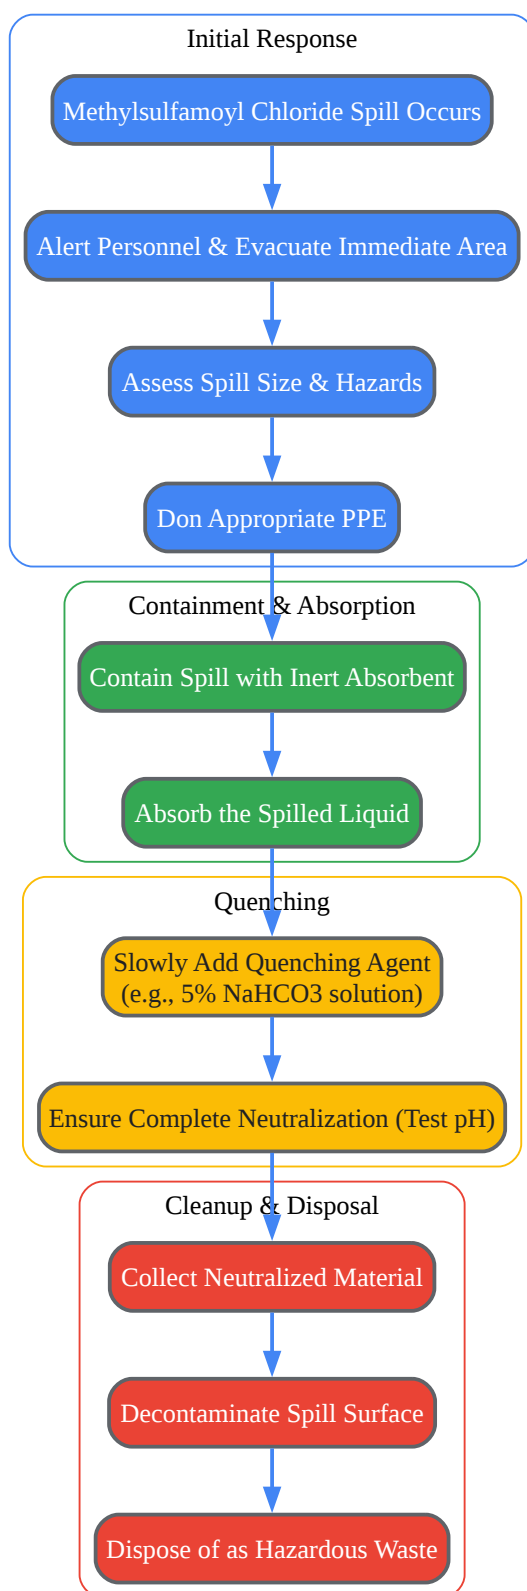 Initial Response
Methylsulfamoyl Chloride Spill Occurs
Alert Personnel & Evacuate Immediate Area
Assess Spill Size & Hazards
Don Appropriate PPE
Containment & Absorption
Contain Spill with Inert Absorbent
Absorb the Spilled Liquid
Quenching
Slowly Add Quenching Agent
(e.g., 5% NaHCO3 solution)
Ensure Complete Neutralization (Test pH)
Cleanup & Disposal
Collect Neutralized Material
Decontaminate Spill Surface
Dispose of as Hazardous Waste